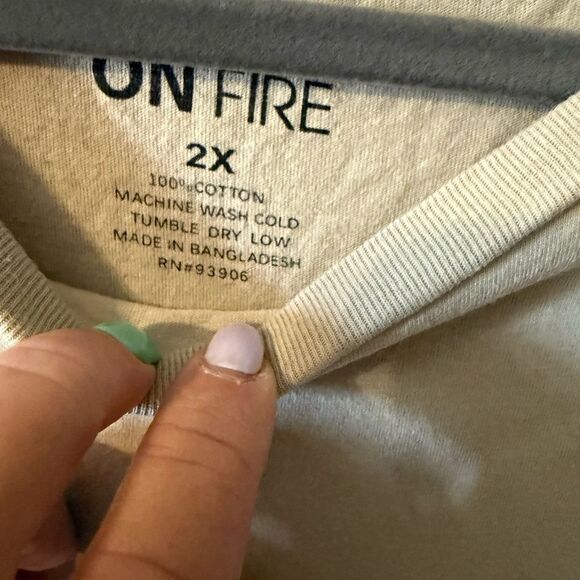 ON FIRE
2X
100% COTTON
MACHINE WASH COLD
TUMBLE DRY LOW
MADE IN BANGLADESH
RN#93906